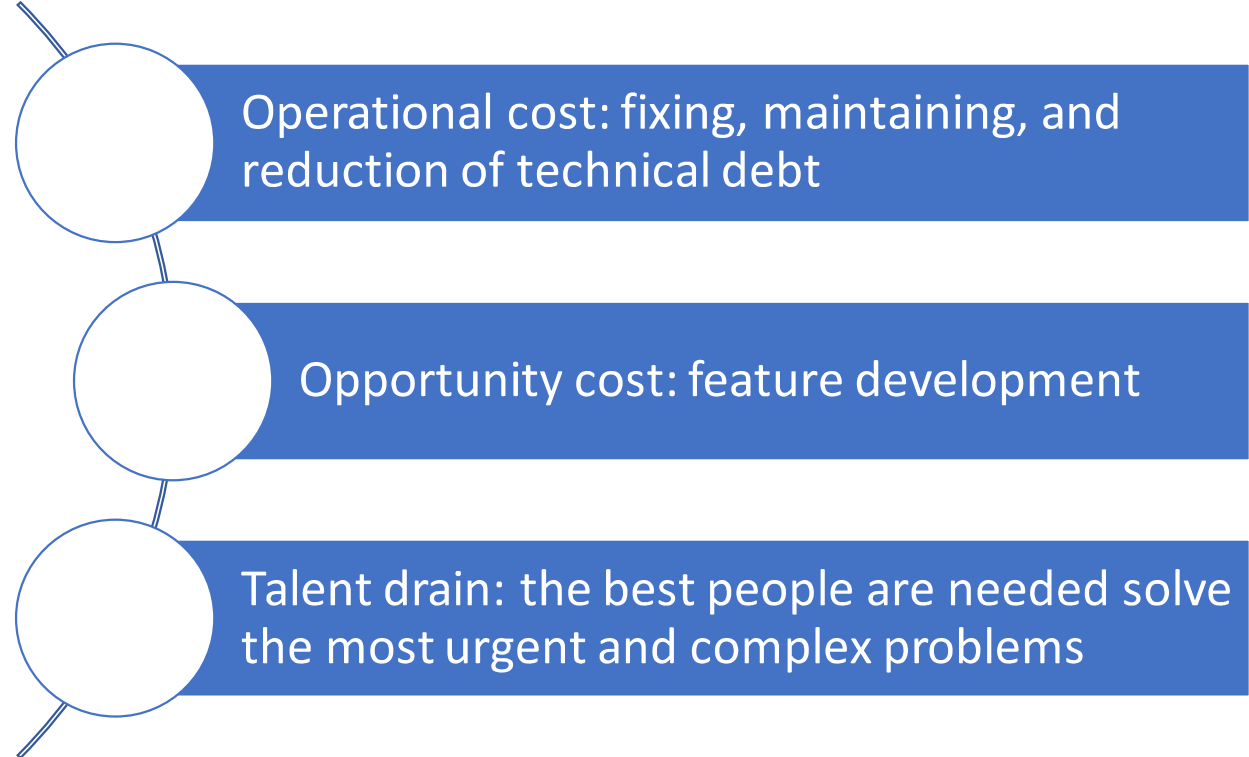 Operational cost: fixing, maintaining, and
reduction of technical debt
Opportunity cost: feature development
Talent drain: the best people are needed solve
the most urgent and complex problems